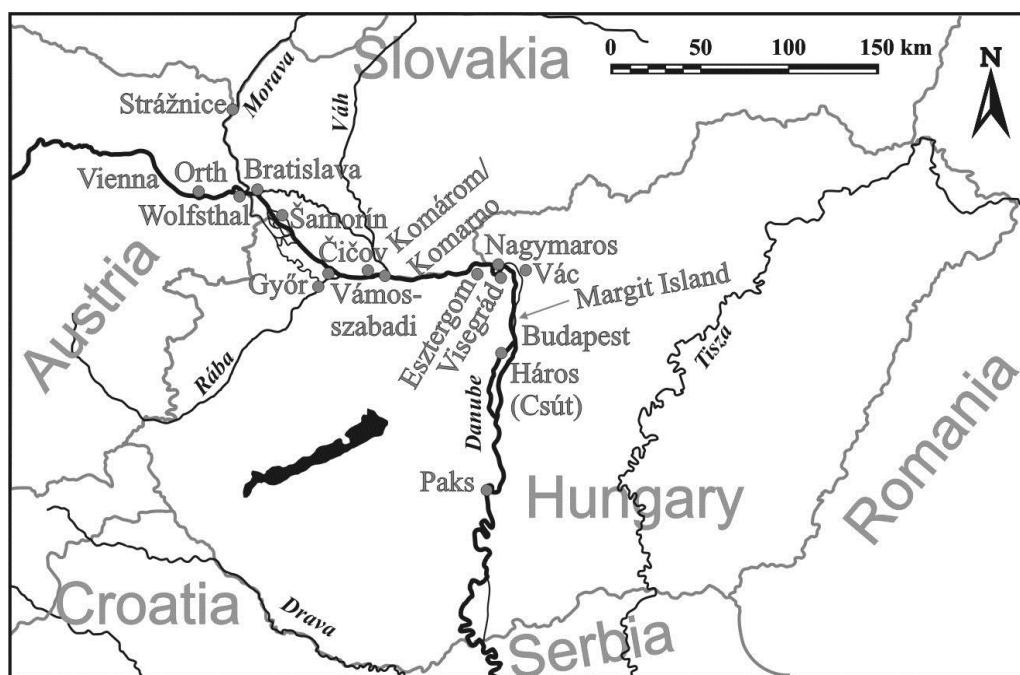 Slovakia
0 50 100 150 km
N
Strážnice
Morava
Váh
Vienna
Orth
Bratislava
Wolfsthal
Šamorín
Komárom/
Komarno
Čičov
Győr
Vámos-
szabadi
Nagymaros
Vác
Esztergom
Visegrád
Margit Island
Budapest
Háros
(Csút)
Austria
Rába
Danube
Tisza
Paks
Hungary
Romania
Croatia
Drava
Serbia